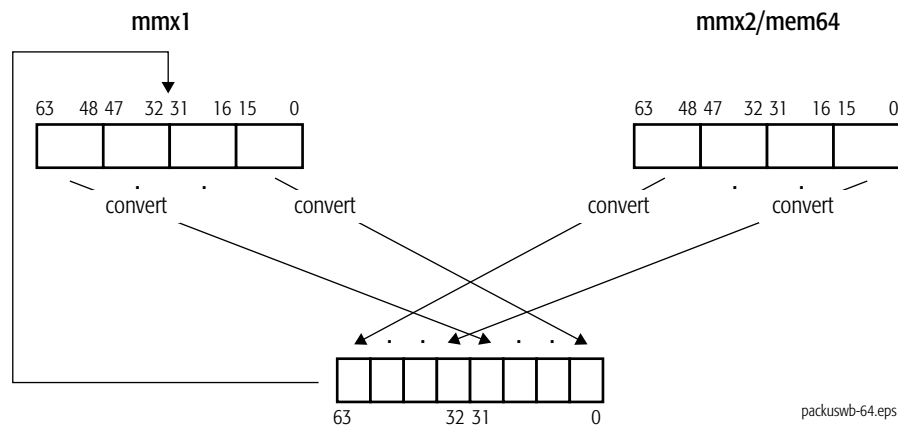 mmx1 mmx2/mem64
63 48 47 32 31 16 15 0 63 48 47 32 31 16 15 0
. . . .
convert convert convert convert
. . . .
63 32 31 0
packuswb-64.eps